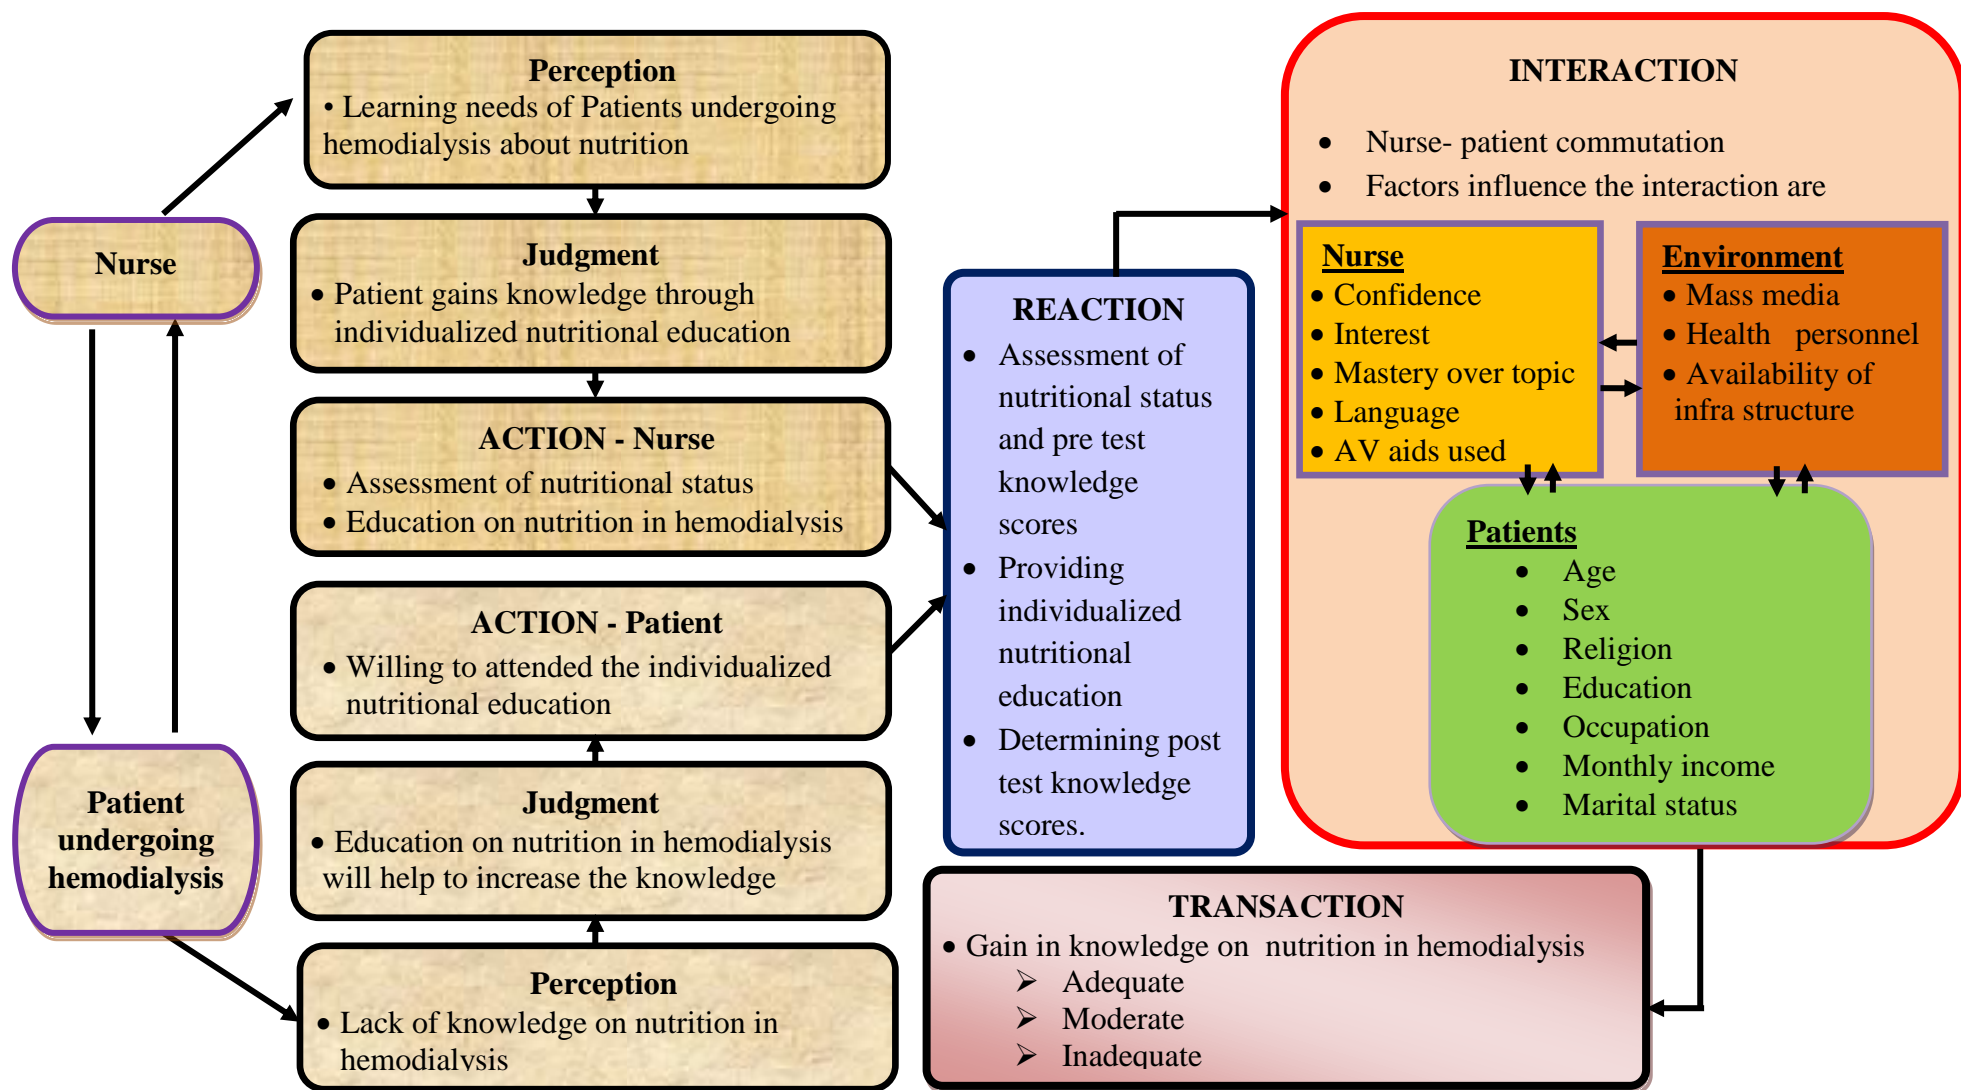 Nurse
Patient
undergoing
hemodialysis
Perception
• Learning needs of Patients undergoing
hemodialysis about nutrition
Judgment
• Patient gains knowledge through
individualized nutritional education
ACTION - Nurse
• Assessment of nutritional status
• Education on nutrition in hemodialysis
ACTION - Patient
• Willing to attended the individualized
nutritional education
Judgment
• Education on nutrition in hemodialysis
will help to increase the knowledge
Perception
• Lack of knowledge on nutrition in
hemodialysis
REACTION
• Assessment of
nutritional status
and pre test
knowledge
scores
• Providing
individualized
nutritional
education
• Determining post
test knowledge
scores.
INTERACTION
• Nurse- patient commutation
• Factors influence the interaction are
Nurse
• Confidence
• Interest
• Mastery over topic
• Language
• AV aids used
Environment
• Mass media
• Health personnel
• Availability of
infra structure
Patients
• Age
• Sex
• Religion
• Education
• Occupation
• Monthly income
• Marital status
TRANSACTION
• Gain in knowledge on nutrition in hemodialysis
➢ Adequate
➢ Moderate
➢ Inadequate